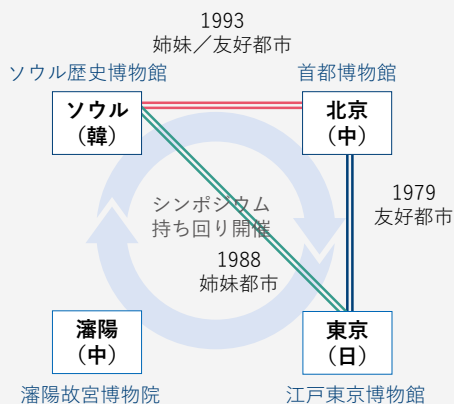 1993
姉妹／友好都市
ソウル歴史博物館
首都博物館
ソウル
（韓）
北京
（中）
1979
友好都市
シンポジウム
持ち回り開催
1988
姉妹都市
瀋陽
（中）
東京
（日）
瀋陽故宮博物院
江戸東京博物館